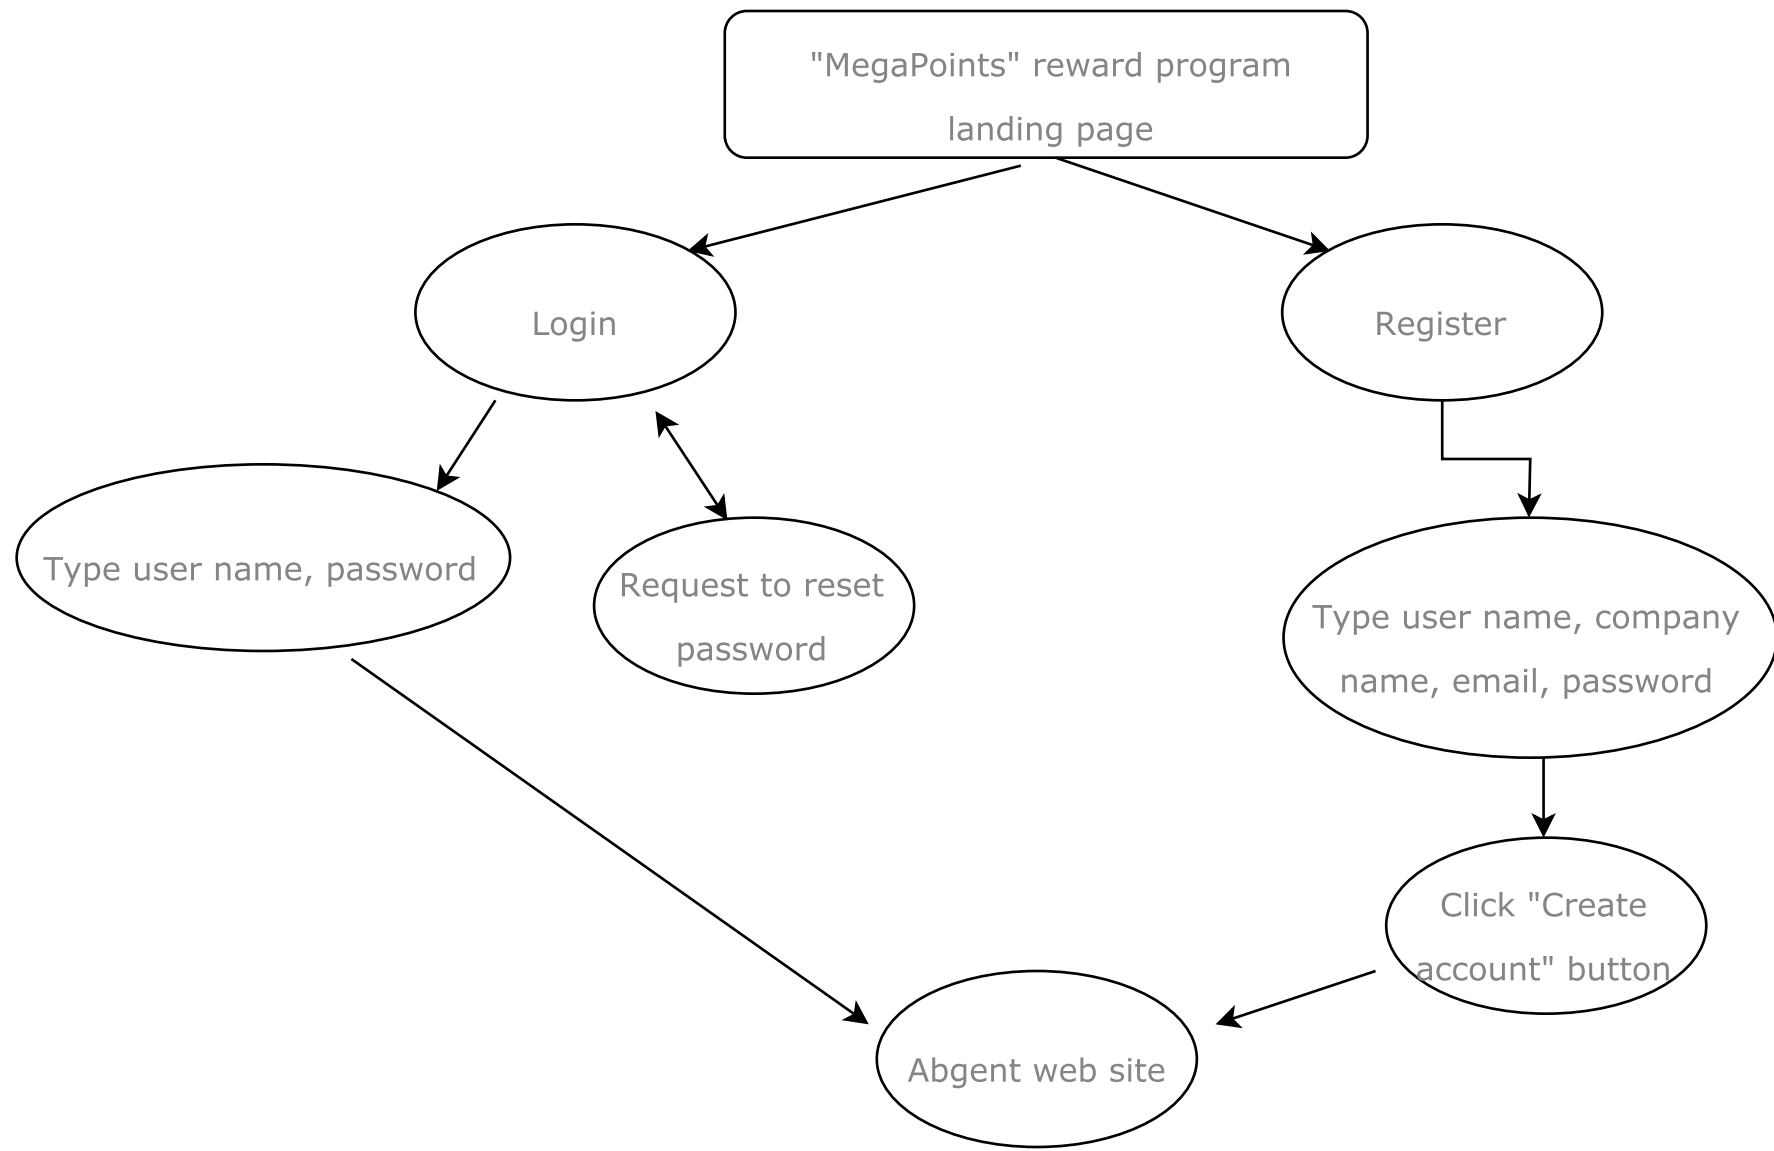 "MegaPoints" reward program
landing page
Login
Register
Type user name, password
Request to reset
password
Type user name, company
name, email, password
Click "Create
account" button
Abgent web site